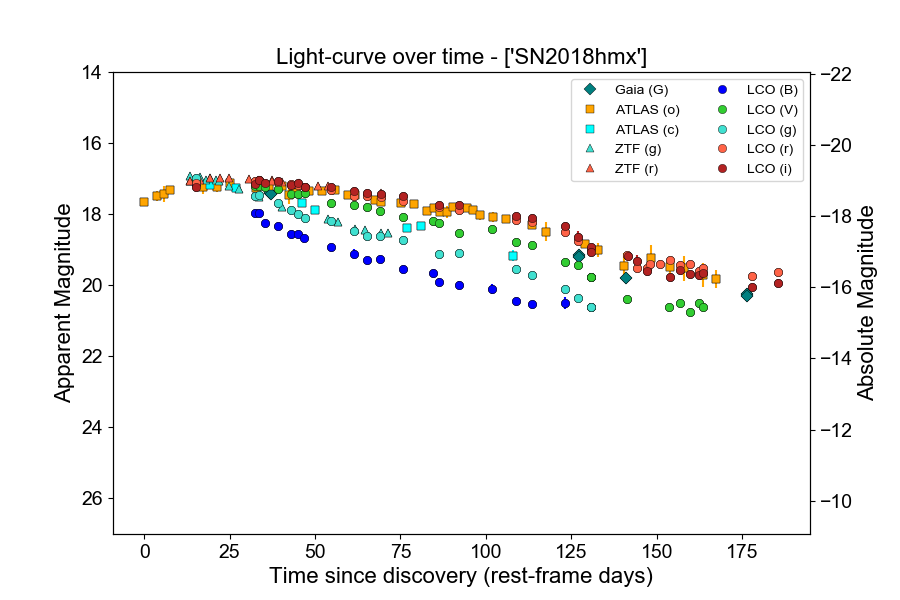 Light-curve over time - ['SN2018hmx']
Gaia (G)
ATLAS (o)
ATLAS (c)
ZTF (g)
ZTF (r)
LCO (B)
LCO (V)
LCO (g)
LCO (r)
LCO (i)
Apparent Magnitude
14
16
18
20
22
24
26
−22
−20
−18
−16
−14
−12
−10
Absolute Magnitude
0
25
50
75
100
125
150
175
Time since discovery (rest-frame days)